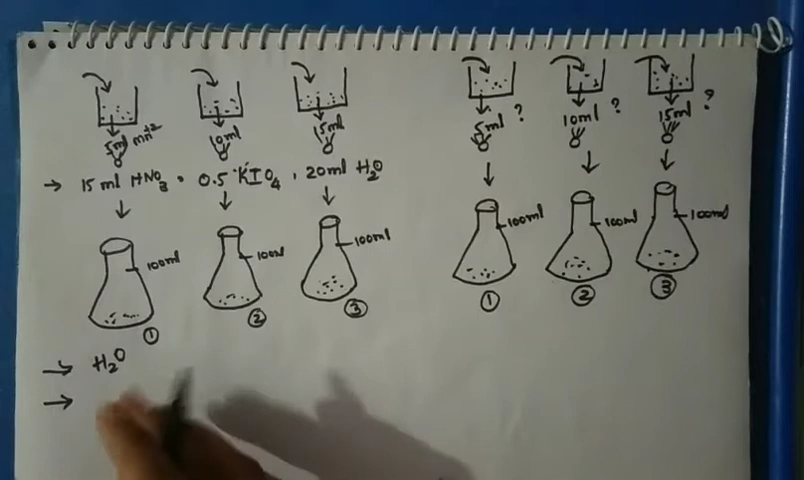 5ml mn+2 10ml 15ml 5ml ? 10ml ? 15ml ?
→ 15 ml HNO3 . 0.5 KIO4 , 20ml H2O
100ml 100ml 100ml 100ml 100ml 100ml
1 2 3 1 2 3
→ H2O
→